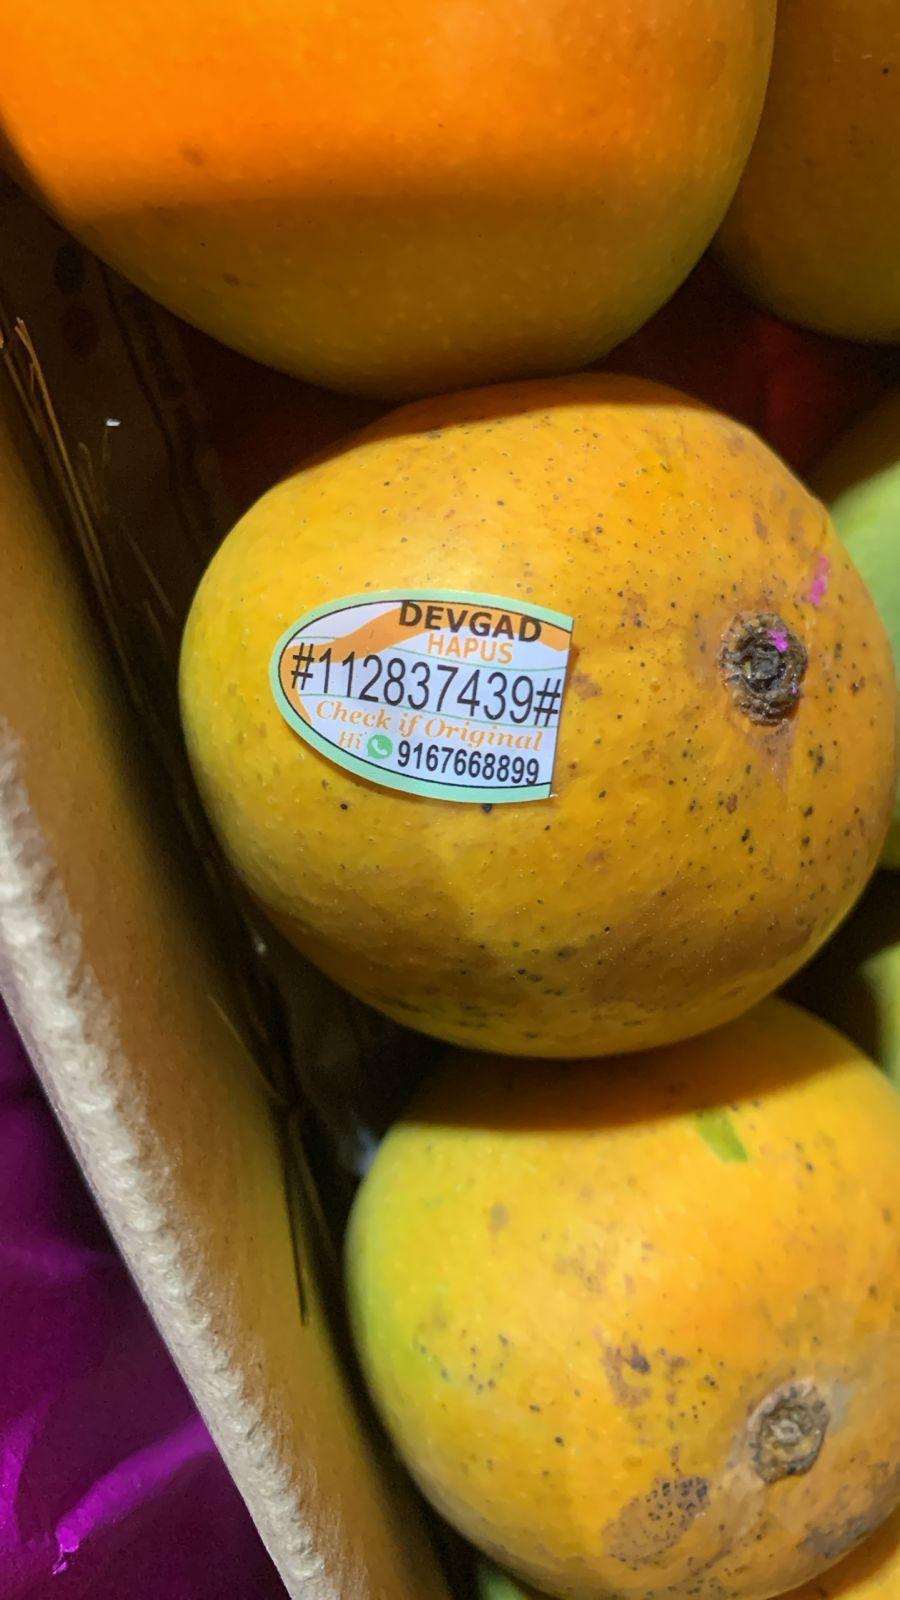 DEVGAD
HAPUS
#112837439#
Check if Original
Hi 9167668899